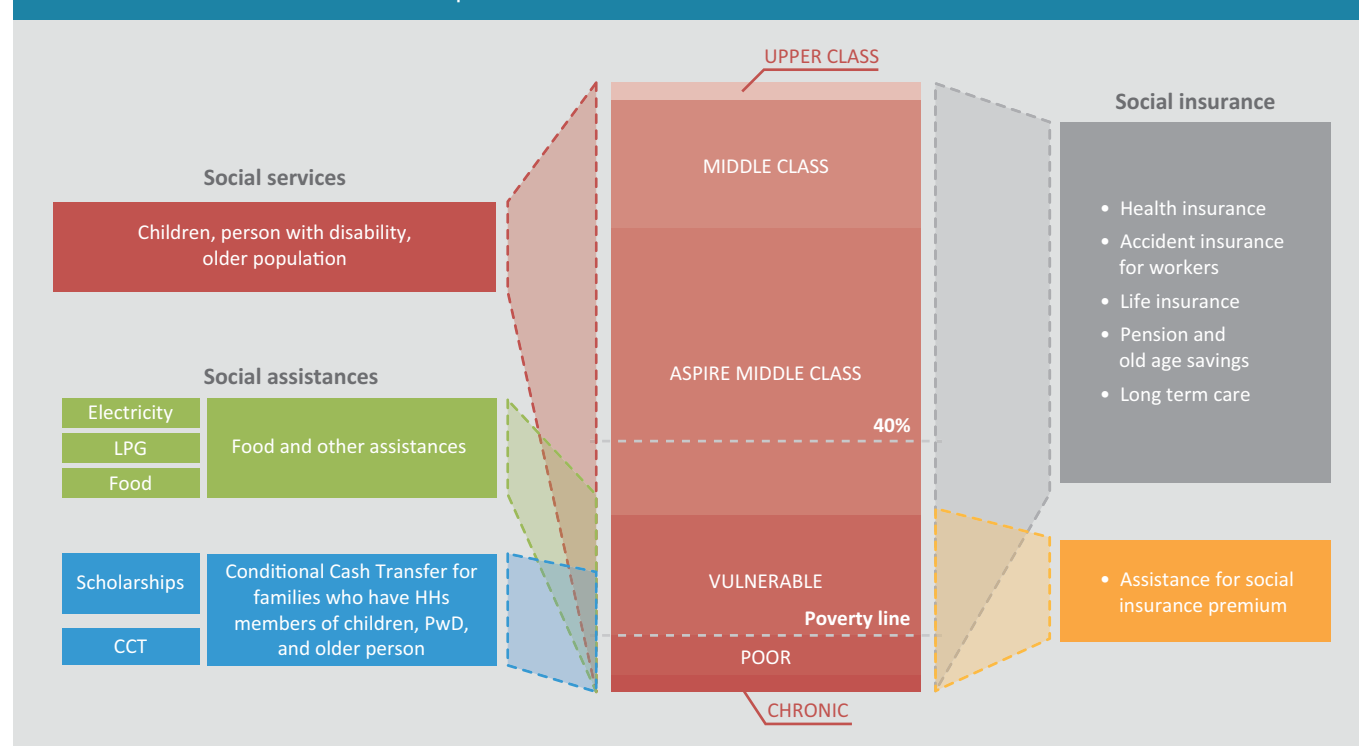 Social services
Children, person with disability,
older population
Social assistances
Electricity
LPG
Food
Food and other assistances
Scholarships
CCT
Conditional Cash Transfer for
families who have HHs
members of children, PwD,
and older person
UPPER CLASS
MIDDLE CLASS
ASPIRE MIDDLE CLASS
40%
VULNERABLE
Poverty line
POOR
CHRONIC
Social insurance
• Health insurance
• Accident insurance
for workers
• Life insurance
• Pension and
old age savings
• Long term care
• Assistance for social
insurance premium